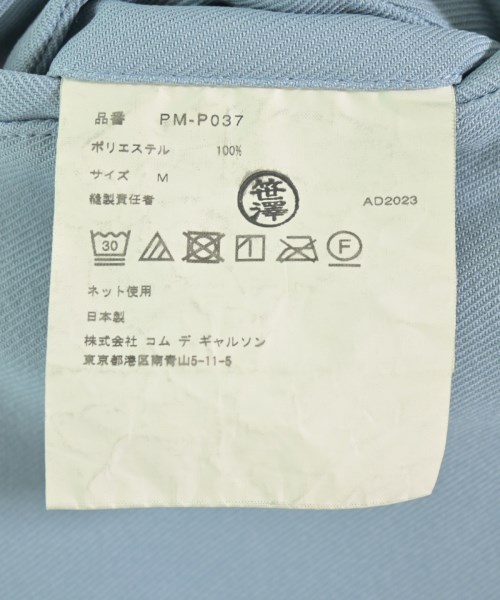 品番 PM-P037
ポリエステル 100%
サイズ M
縫製責任者 笹澤 AD2023
30 F
ネット使用
日本製
株式会社 コム デ ギャルソン
東京都港区南青山5-11-5